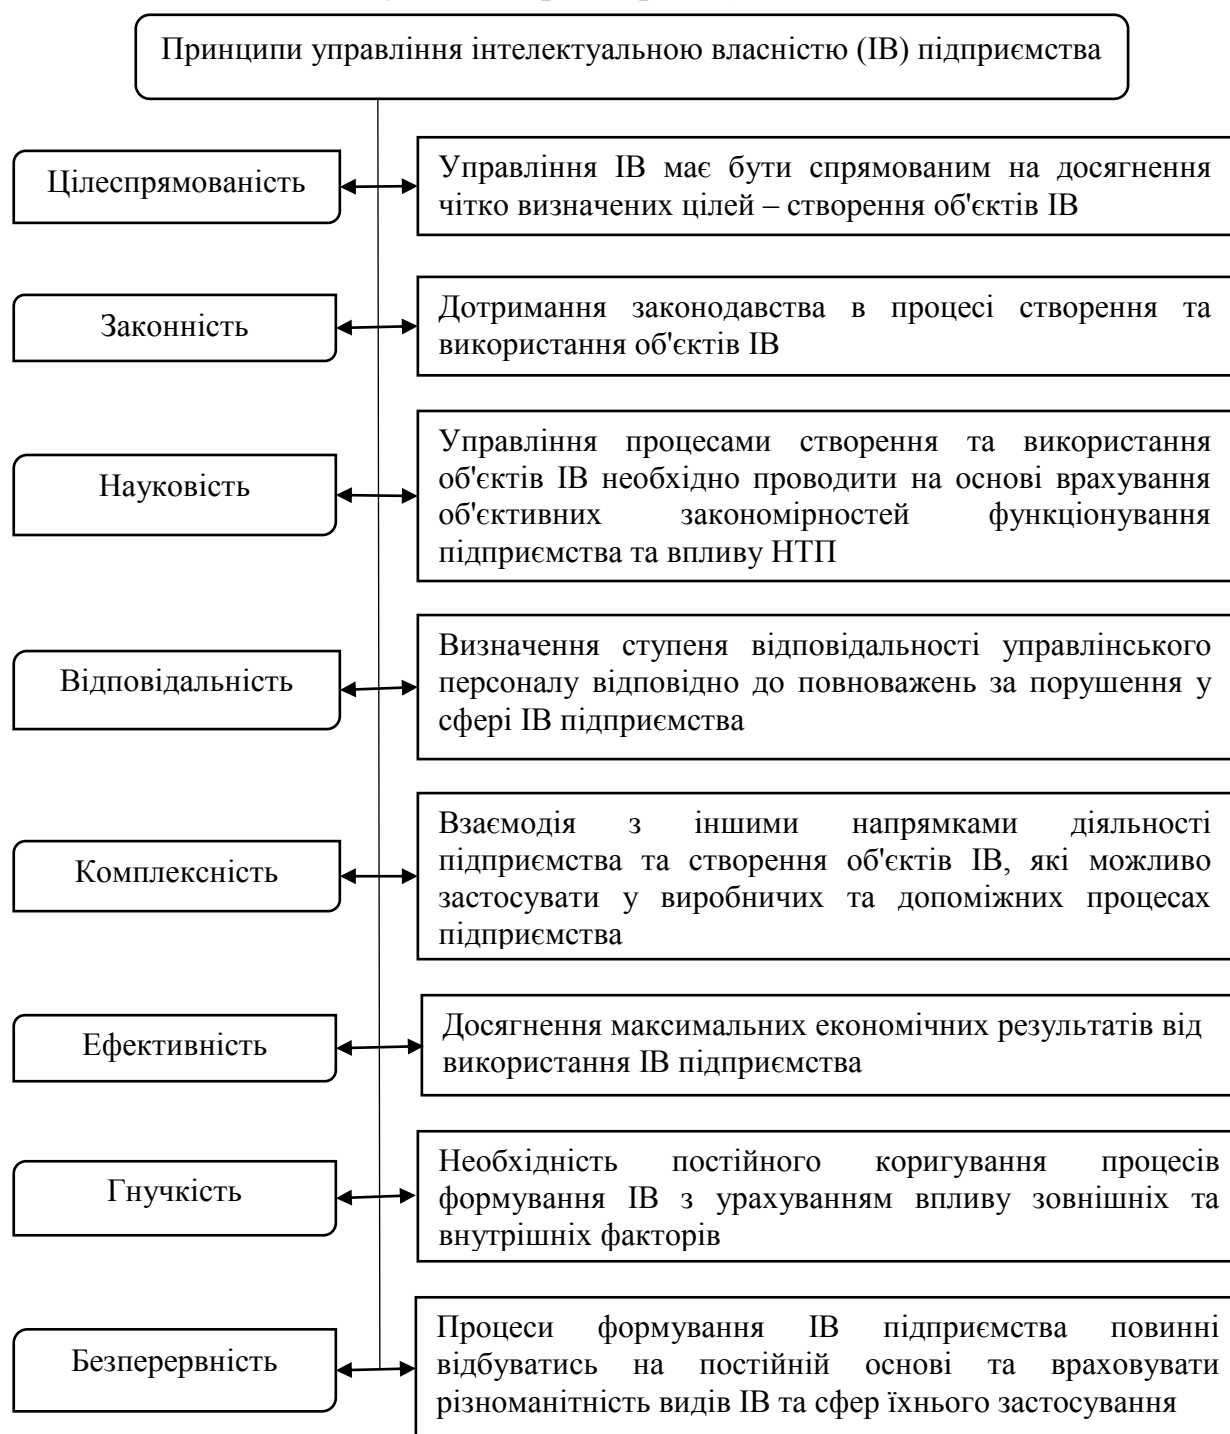 Принципи управління інтелектуальною власністю (ІВ) підприємства
Цілеспрямованість
Управління ІВ має бути спрямованим на досягнення
чітко визначених цілей – створення об'єктів ІВ
Законність
Дотримання законодавства в процесі створення та
використання об'єктів ІВ
Науковість
Управління процесами створення та використання
об'єктів ІВ необхідно проводити на основі врахування
об'єктивних закономірностей функціонування
підприємства та впливу НТП
Відповідальність
Визначення ступеня відповідальності управлінського
персоналу відповідно до повноважень за порушення у
сфері ІВ підприємства
Комплексність
Взаємодія з іншими напрямками діяльності
підприємства та створення об'єктів ІВ, які можливо
застосувати у виробничих та допоміжних процесах
підприємства
Ефективність
Досягнення максимальних економічних результатів від
використання ІВ підприємства
Гнучкість
Необхідність постійного коригування процесів
формування ІВ з урахуванням впливу зовнішніх та
внутрішніх факторів
Безперервність
Процеси формування ІВ підприємства повинні
відбуватись на постійній основі та враховувати
різноманітність видів ІВ та сфер їхнього застосування